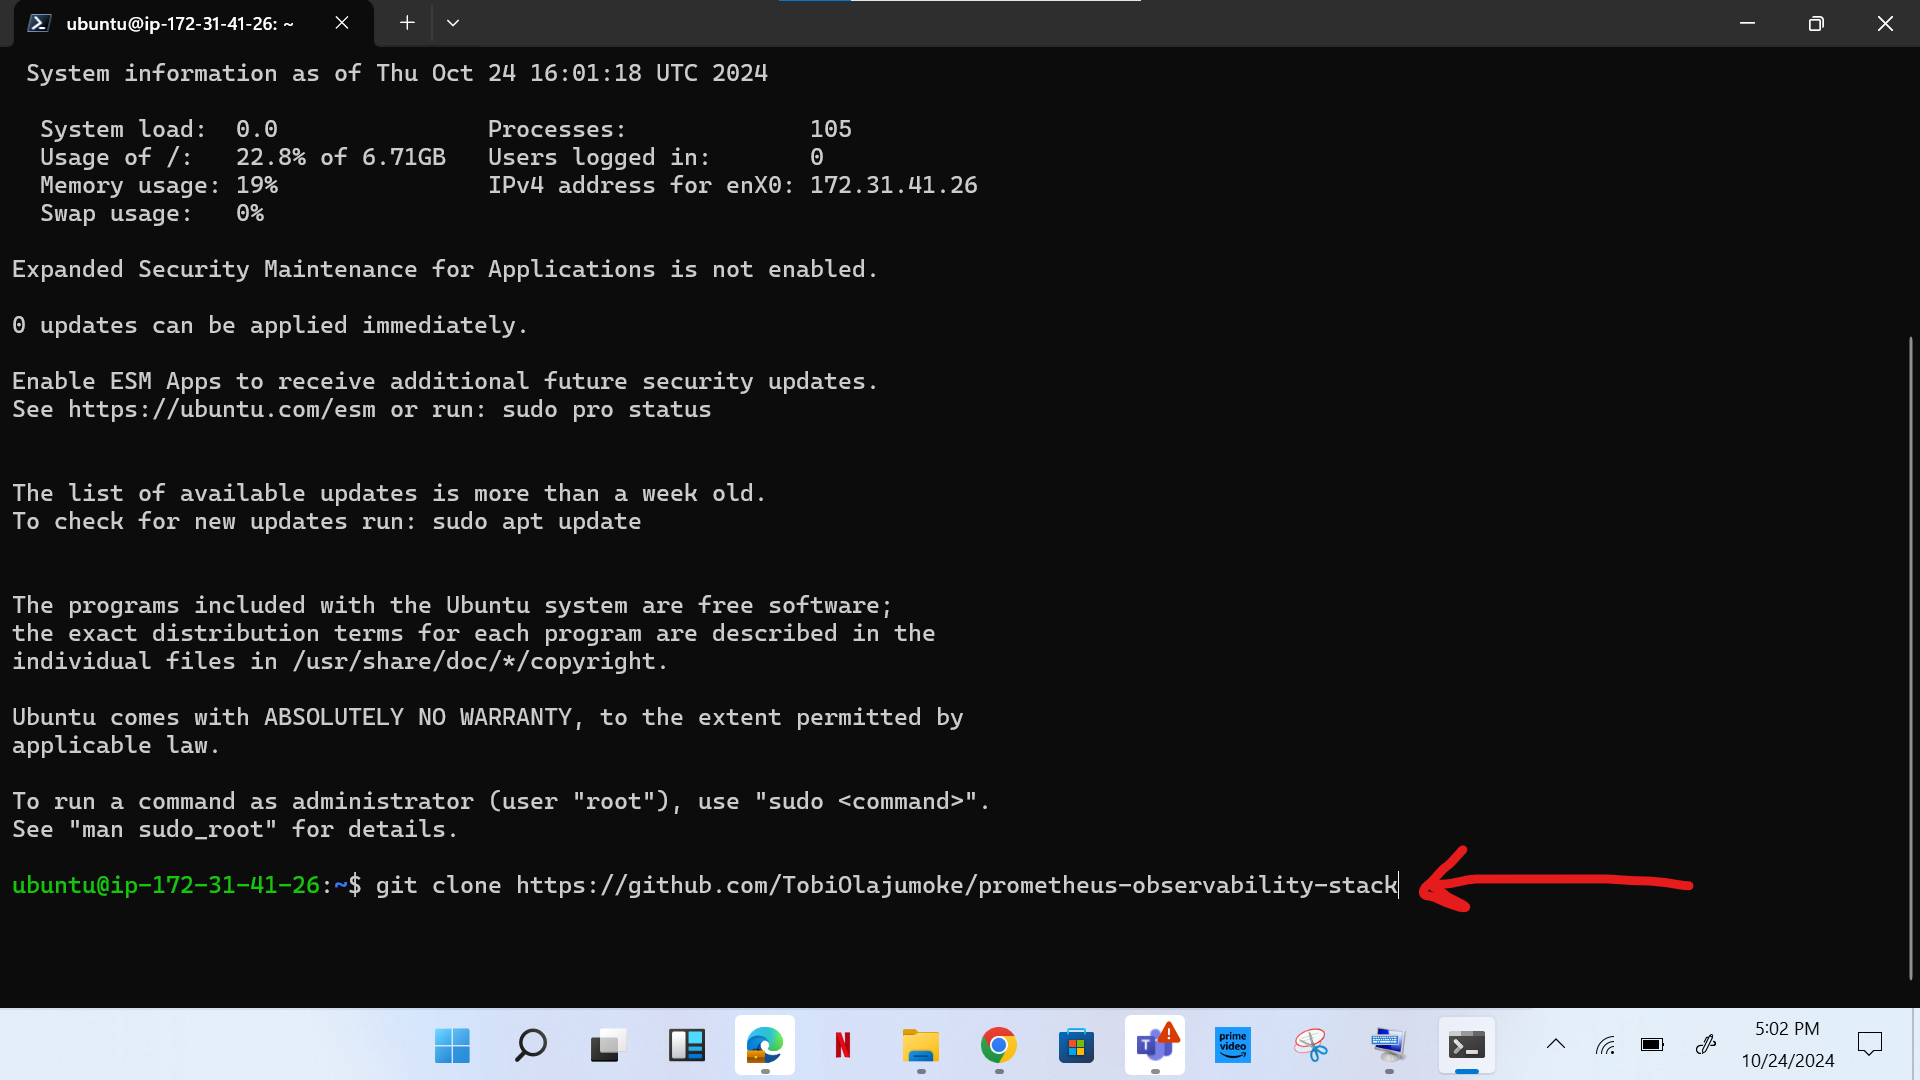 ubuntu@ip-172-31-41-26: ~
System information as of Thu Oct 24 16:01:18 UTC 2024
System load: 0.0 Processes: 105
Usage of /: 22.8% of 6.71GB Users logged in: 0
Memory usage: 19% IPv4 address for enX0: 172.31.41.26
Swap usage: 0%
Expanded Security Maintenance for Applications is not enabled.
0 updates can be applied immediately.
Enable ESM Apps to receive additional future security updates.
See https://ubuntu.com/esm or run: sudo pro status
The list of available updates is more than a week old.
To check for new updates run: sudo apt update
The programs included with the Ubuntu system are free software;
the exact distribution terms for each program are described in the
individual files in /usr/share/doc/*/copyright.
Ubuntu comes with ABSOLUTELY NO WARRANTY, to the extent permitted by
applicable law.
To run a command as administrator (user "root"), use "sudo <command>".
See "man sudo_root" for details.
ubuntu@ip-172-31-41-26:~$ git clone https://github.com/TobiOlajumoke/prometheus-observability-stack
N
T
prime
video
5:02 PM
10/24/2024